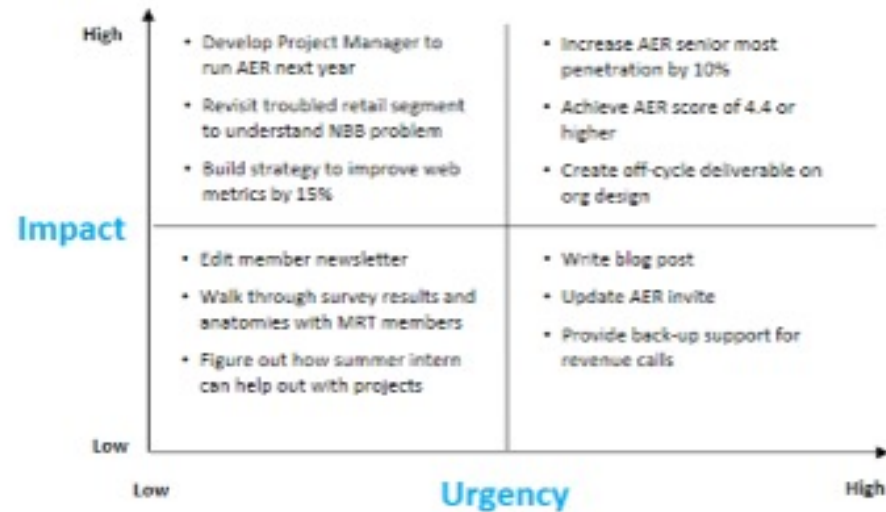 High
• Develop Project Manager to
run AER next year
• Revisit troubled retail segment
to understand NBB problem
• Build strategy to improve web
metrics by 15%
• Increase AER senior most
penetration by 10%
• Achieve AER score of 4.4 or
higher
• Create off-cycle deliverable on
org design
Impact
• Edit member newsletter
• Walk through survey results and
anatomies with MRT members
• Figure out how summer intern
can help out with projects
• Write blog post
• Update AER invite
• Provide back-up support for
revenue calls
Low
Low
Urgency
High